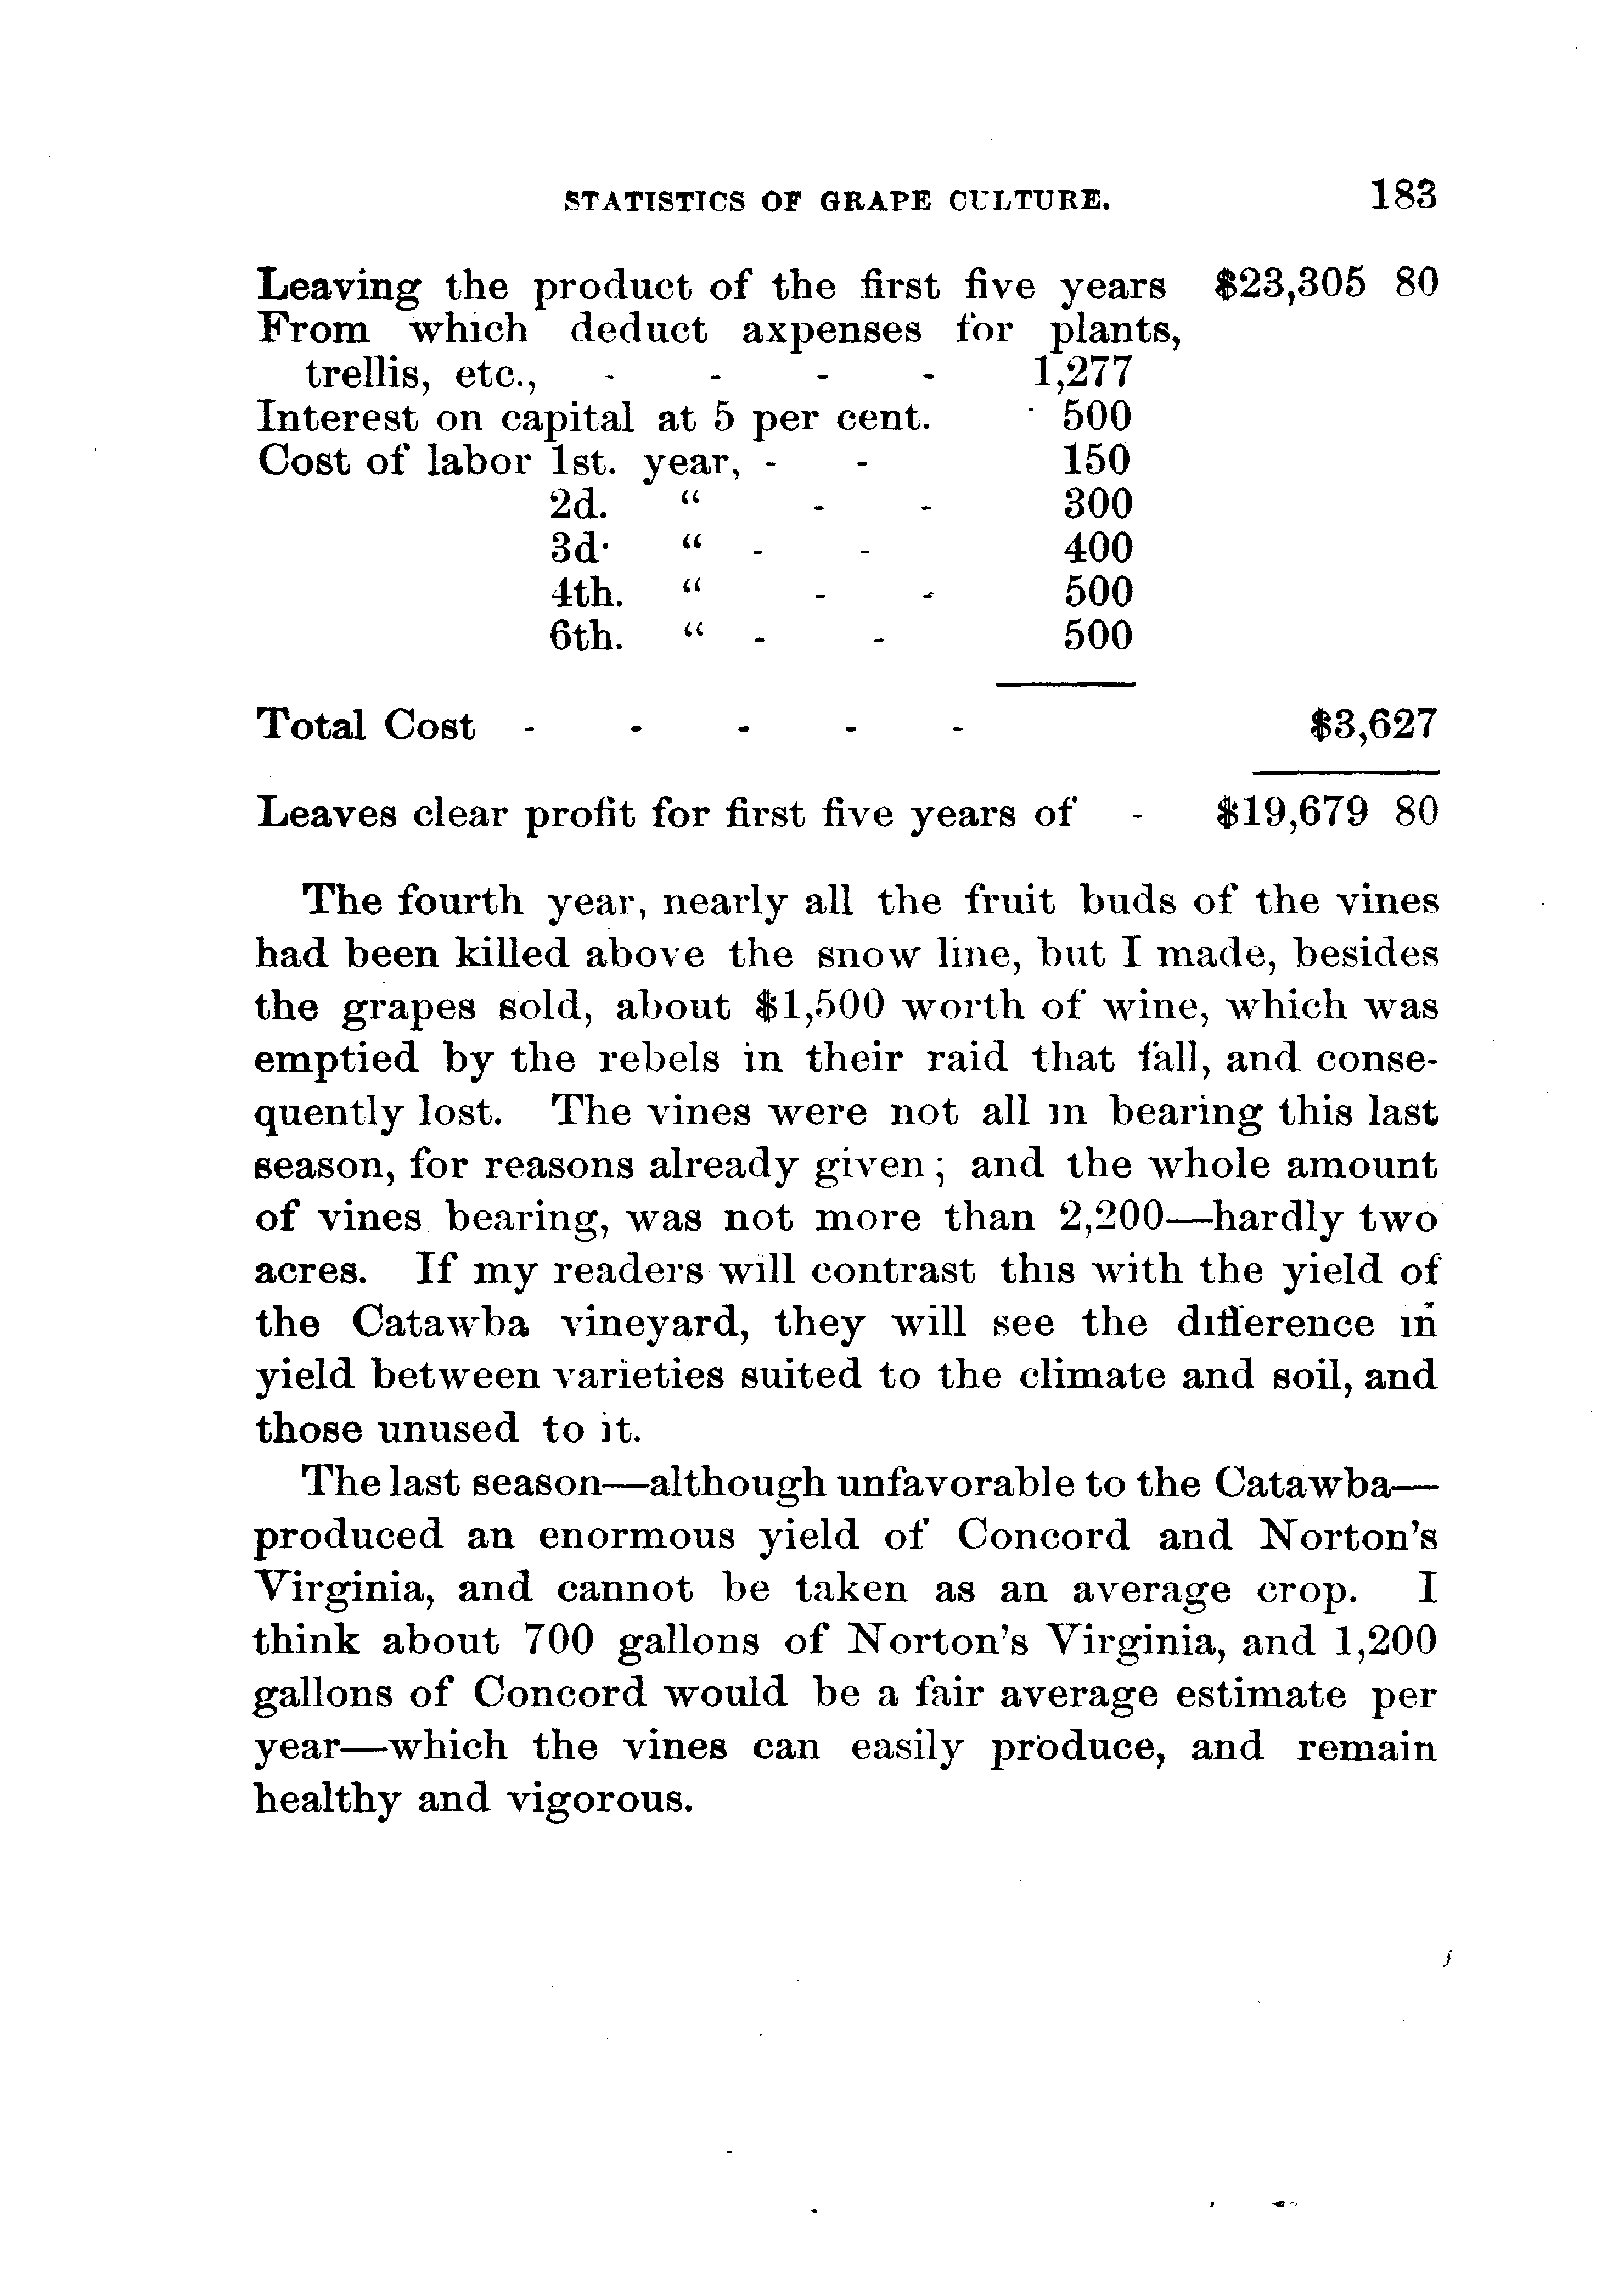 STATISTICS OF GRAPE CULTURE. 183
Leaving the product of the first five years $23,305 80
From which deduct axpenses for plants,
trellis, etc., - - - - 1,277
Interest on capital at 5 per cent. 500
Cost of labor 1st. year, - - 150
2d. “ - - 300
3d· “ - - 400
4th. “ - - 500
6th. “ - - 500
Total Cost - - - - - $3,627
Leaves clear profit for first five years of - $19,679 80
The fourth year, nearly all the fruit buds of the vines
had been killed above the snow line, but I made, besides
the grapes sold, about $1,500 worth of wine, which was
emptied by the rebels in their raid that fall, and conse-
quently lost. The vines were not all in bearing this last
season, for reasons already given; and the whole amount
of vines bearing, was not more than 2,200—hardly two
acres. If my readers will contrast this with the yield of
the Catawba vineyard, they will see the difference in
yield between varieties suited to the climate and soil, and
those unused to it.
The last season—although unfavorable to the Catawba—
produced an enormous yield of Concord and Norton's
Virginia, and cannot be taken as an average crop. I
think about 700 gallons of Norton's Virginia, and 1,200
gallons of Concord would be a fair average estimate per
year—which the vines can easily produce, and remain
healthy and vigorous.